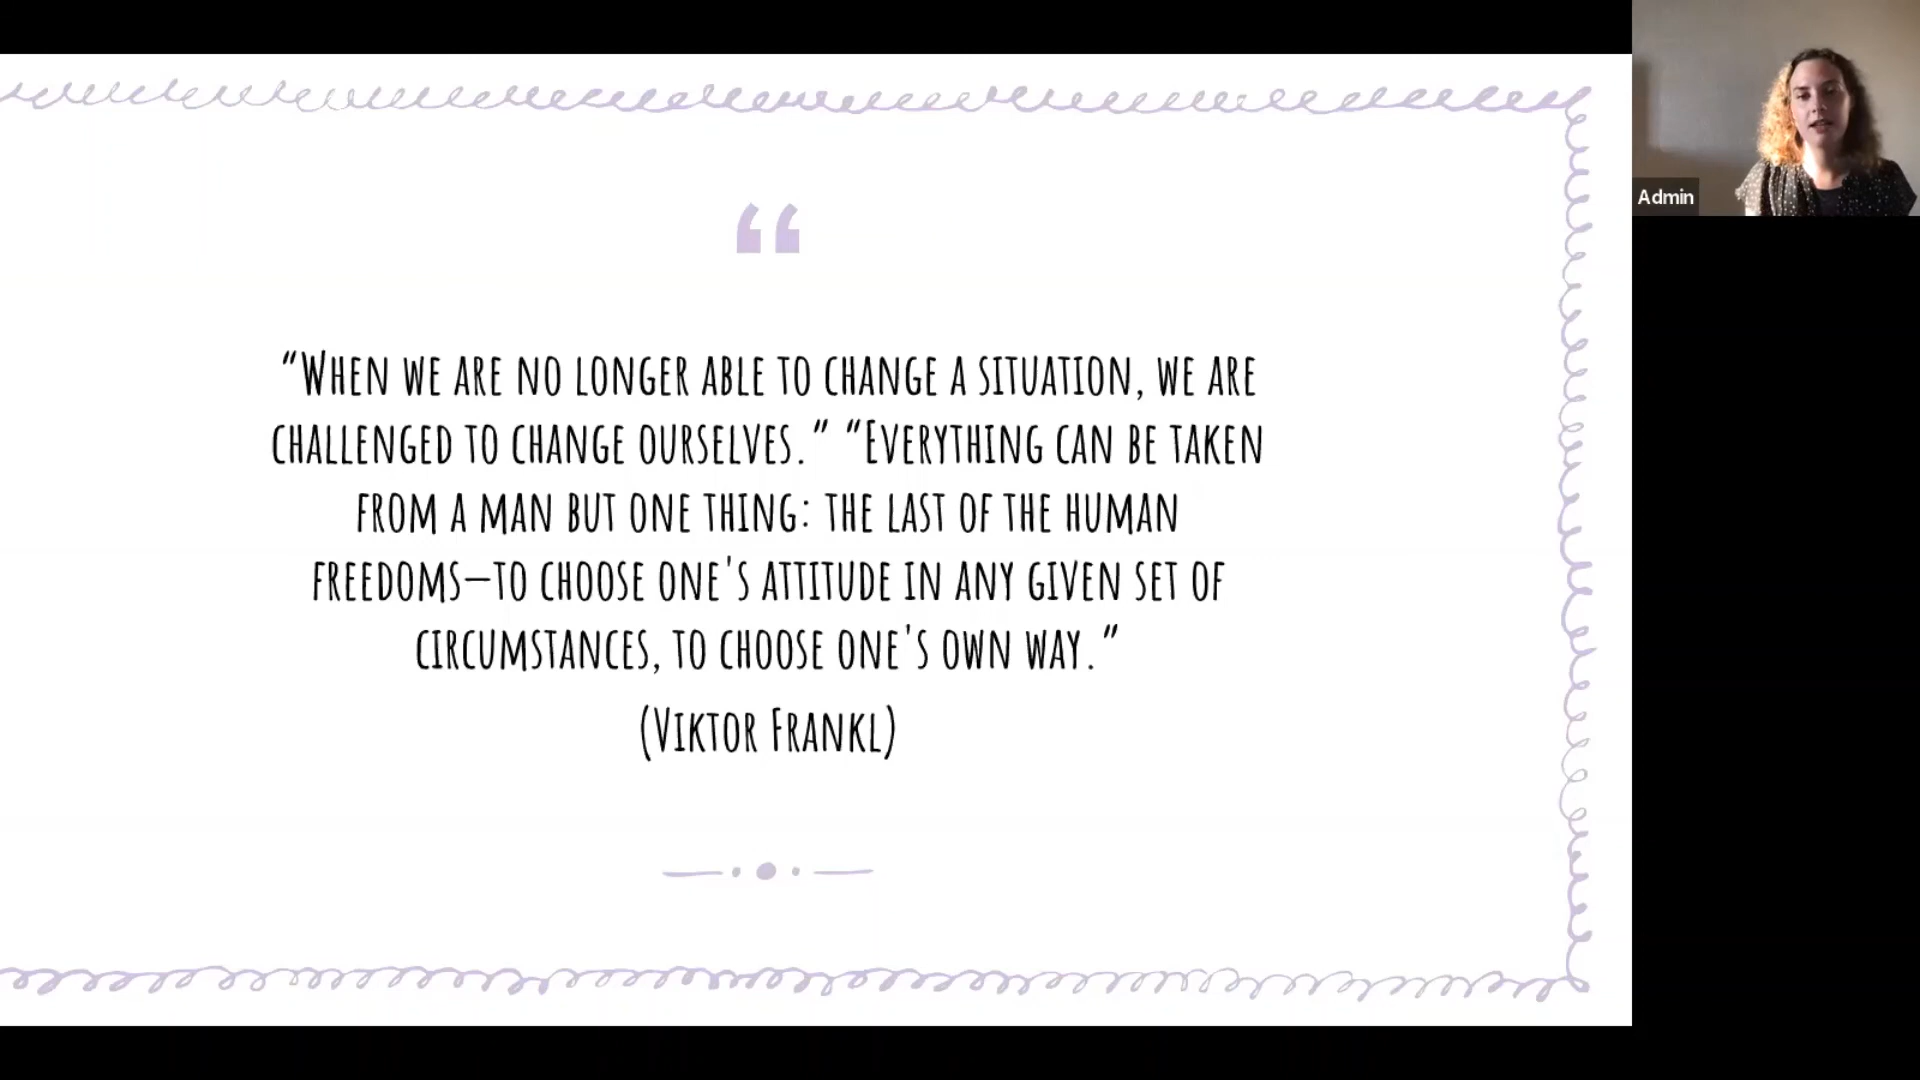 “
“When we are no longer able to change a situation, we are
challenged to change ourselves.” “Everything can be taken
from a man but one thing: the last of the human
freedoms—to choose one's attitude in any given set of
circumstances, to choose one's own way.”
(Viktor Frankl)
Admin